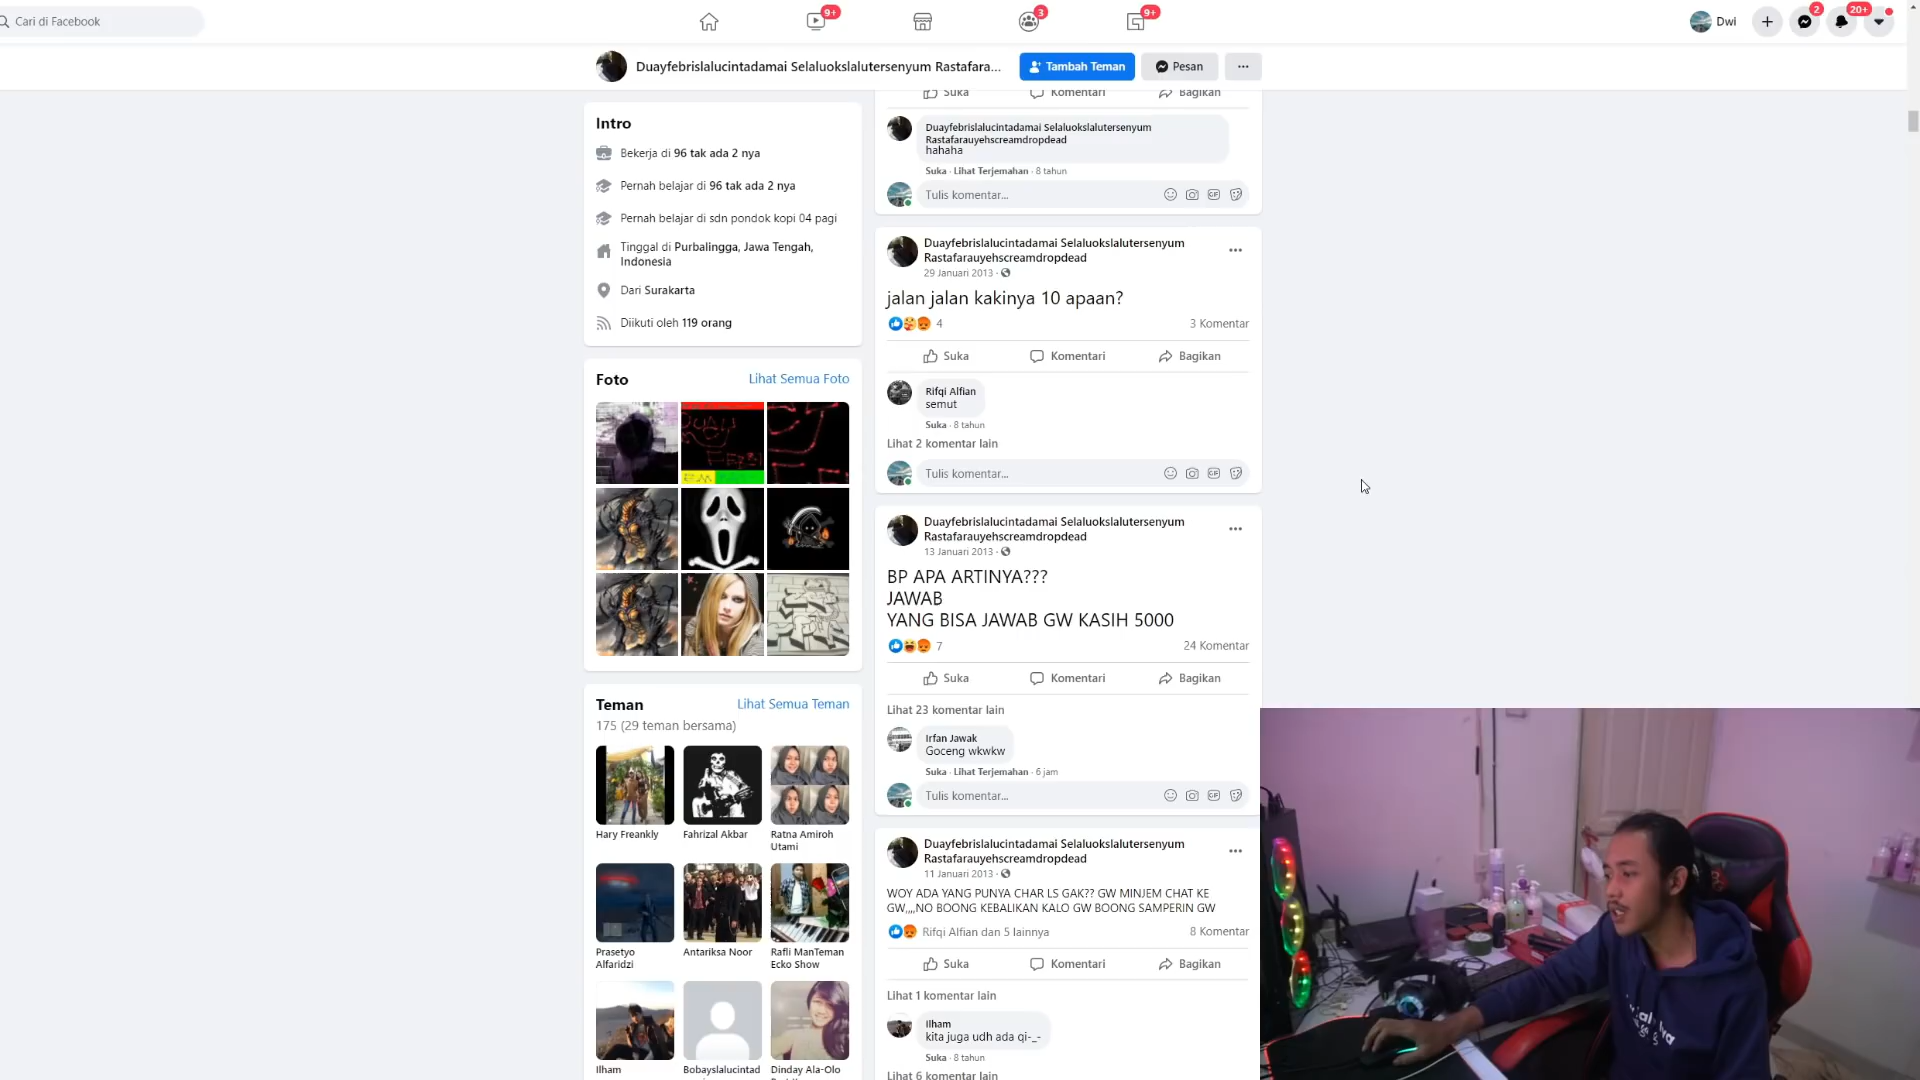 Cari di Facebook
9+
3
9+
Dwi
2
20+
Duayfebrislalucintadamai Selaluokslalutersenyum Rastafara...
Tambah Teman
Pesan
Intro
Bekerja di 96 tak ada 2 nya
Pernah belajar di 96 tak ada 2 nya
Pernah belajar di sdn pondok kopi 04 pagi
Tinggal di Purbalingga, Jawa Tengah,
Indonesia
Dari Surakarta
Diikuti oleh 119 orang
Foto
Lihat Semua Foto
Teman
Lihat Semua Teman
175 (29 teman bersama)
Hary Freankly
Fahrizal Akbar
Ratna Amiroh
Utami
Prasetyo
Alfaridzi
Antariksa Noor
Rafli ManTeman
Ecko Show
Ilham
Bobayslalucintad
Dinday Ala-Olo
Suka
Komentari
Bagikan
Duayfebrislalucintadamai Selaluokslalutersenyum
Rastafarauyehscreamdropdead
hahaha
Suka · Lihat Terjemahan · 8 tahun
Tulis komentar...
Duayfebrislalucintadamai Selaluokslalutersenyum
Rastafarauyehscreamdropdead
29 Januari 2013 ·
jalan jalan kakinya 10 apaan?
4
3 Komentar
Suka
Komentari
Bagikan
Rifqi Alfian
semut
Suka · 8 tahun
Lihat 2 komentar lain
Tulis komentar...
Duayfebrislalucintadamai Selaluokslalutersenyum
Rastafarauyehscreamdropdead
13 Januari 2013 ·
BP APA ARTINYA???
JAWAB
YANG BISA JAWAB GW KASIH 5000
7
24 Komentar
Suka
Komentari
Bagikan
Lihat 23 komentar lain
Irfan Jawak
Goceng wkwkw
Suka · Lihat Terjemahan · 6 jam
Tulis komentar...
Duayfebrislalucintadamai Selaluokslalutersenyum
Rastafarauyehscreamdropdead
11 Januari 2013 ·
WOY ADA YANG PUNYA CHAR LS GAK?? GW MINJEM CHAT KE
GW,,,,NO BOONG KEBALIKAN KALO GW BOONG SAMPERIN GW
Rifqi Alfian dan 5 lainnya
8 Komentar
Suka
Komentari
Bagikan
Lihat 1 komentar lain
Ilham
kita juga udh ada qi-_-
Suka · 8 tahun
Lihat 6 komentar lain